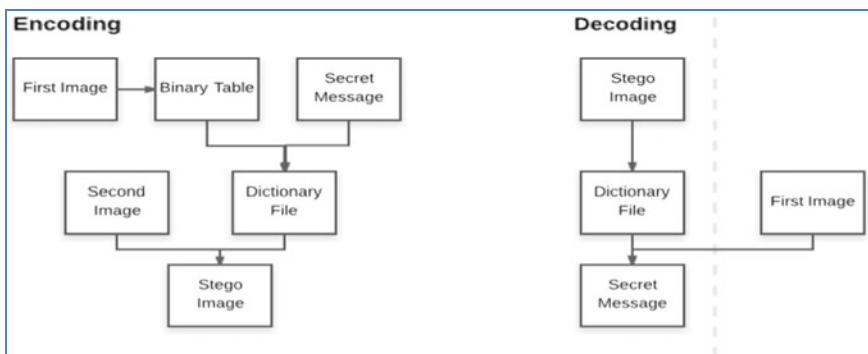 Encoding
First Image
Binary Table
Secret
Message
Second
Image
Dictionary
File
Stego
Image
Decoding
Stego
Image
Dictionary
File
First Image
Secret
Message